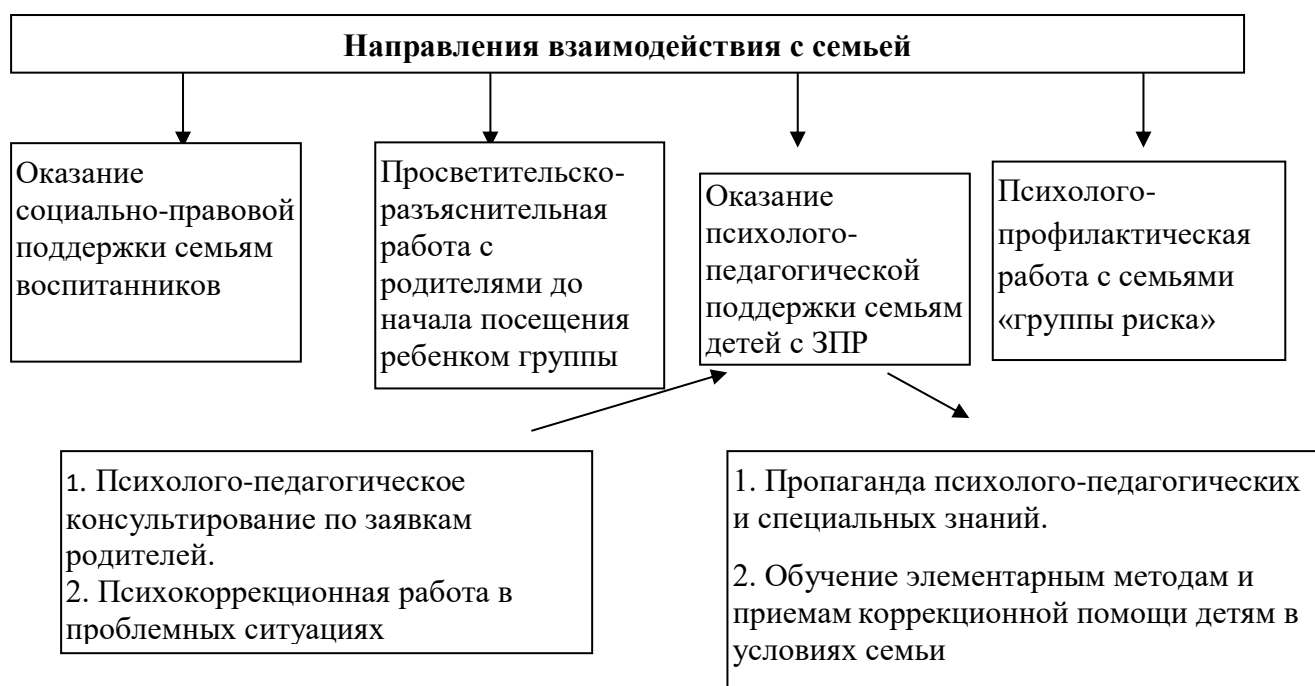 Направления взаимодействия с семьей
Оказание
социально-правовой
поддержки семьям
воспитанников
Просветительско-
разъяснительная
работа с
родителями до
начала посещения
ребенком группы
Оказание
психолого-
педагогической
поддержки семьям
детей с ЗПР
Психолого-
профилактическая
работа с семьями
«группы риска»
1. Психолого-педагогическое
консультирование по заявкам
родителей.
2. Психокоррекционная работа в
проблемных ситуациях
1. Пропаганда психолого-педагогических
и специальных знаний.
2. Обучение элементарным методам и
приемам коррекционной помощи детям в
условиях семьи